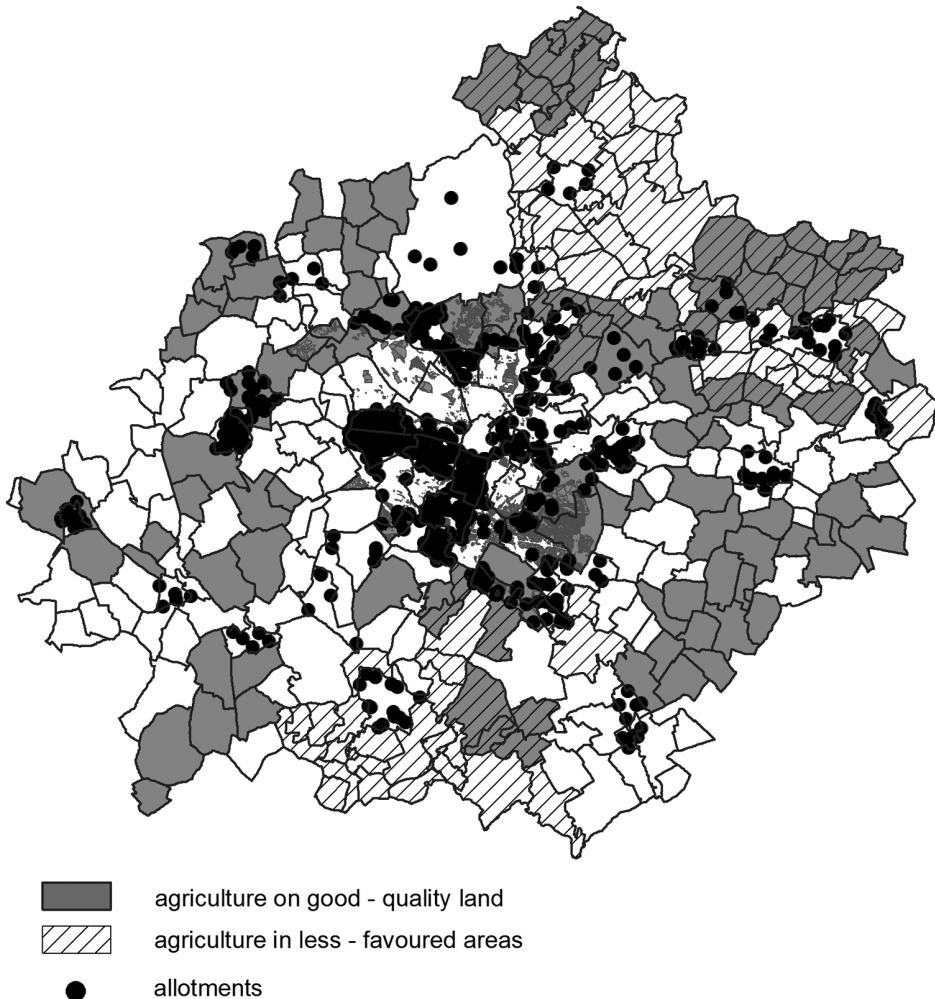 agriculture on good - quality land
agriculture in less - favoured areas
allotments